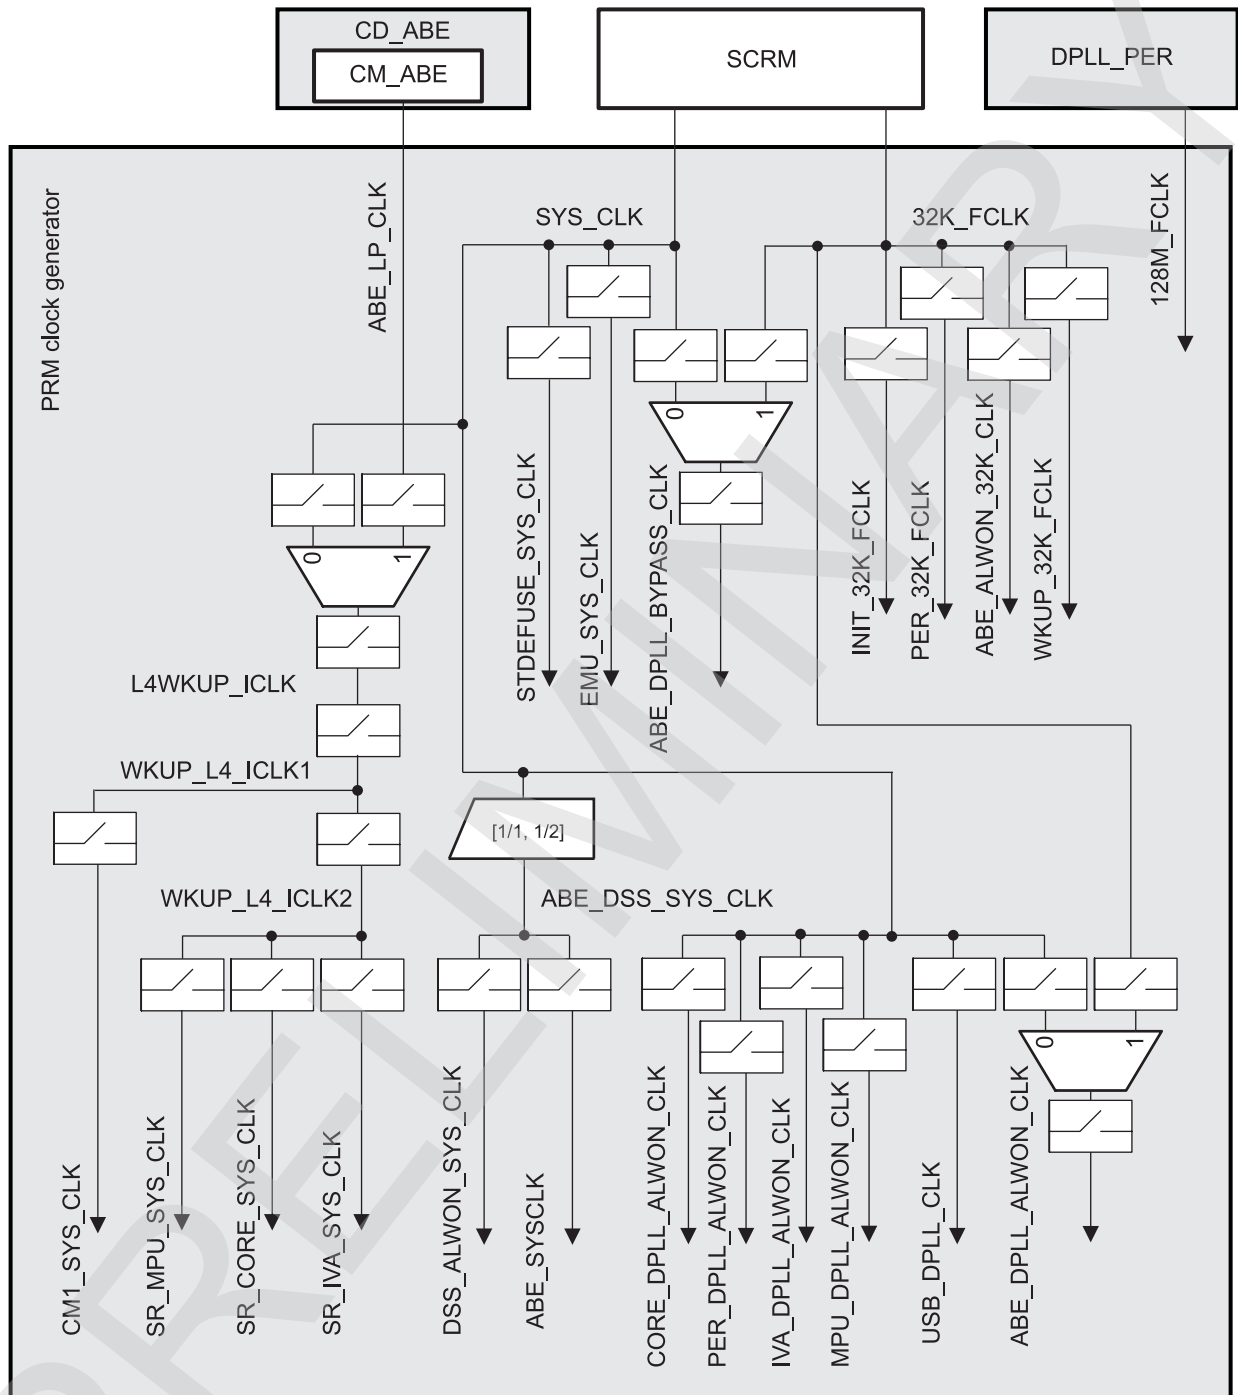 CD_ABE
CM_ABE
SCRM
DPLL_PER
PRM clock generator
ABE_LP_CLK
SYS_CLK
32K_FCLK
128M_FCLK
0
1
0
1
STDEFUSE_SYS_CLK
EMU_SYS_CLK
ABE_DPLL_BYPASS_CLK
INIT_32K_FCLK
PER_32K_FCLK
ABE_ALWON_32K_CLK
WKUP_32K_FCLK
L4WKUP_ICLK
WKUP_L4_ICLK1
[1/1, 1/2]
WKUP_L4_ICLK2
ABE_DSS_SYS_CLK
0
1
CM1_SYS_CLK
SR_MPU_SYS_CLK
SR_CORE_SYS_CLK
SR_IVA_SYS_CLK
DSS_ALWON_SYS_CLK
ABE_SYSCLK
CORE_DPLL_ALWON_CLK
PER_DPLL_ALWON_CLK
IVA_DPLL_ALWON_CLK
MPU_DPLL_ALWON_CLK
USB_DPLL_CLK
ABE_DPLL_ALWON_CLK
PRELIMINARY